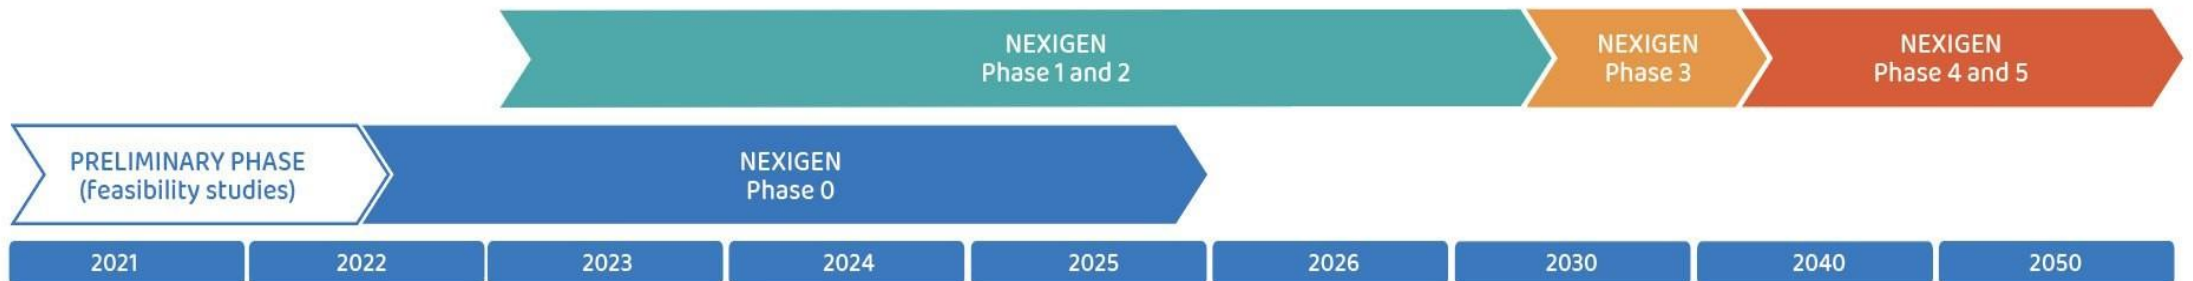 NEXIGEN
Phase 1 and 2
NEXIGEN
Phase 3
NEXIGEN
Phase 4 and 5
PRELIMINARY PHASE
(feasibility studies)
NEXIGEN
Phase 0
2021
2022
2023
2024
2025
2026
2030
2040
2050